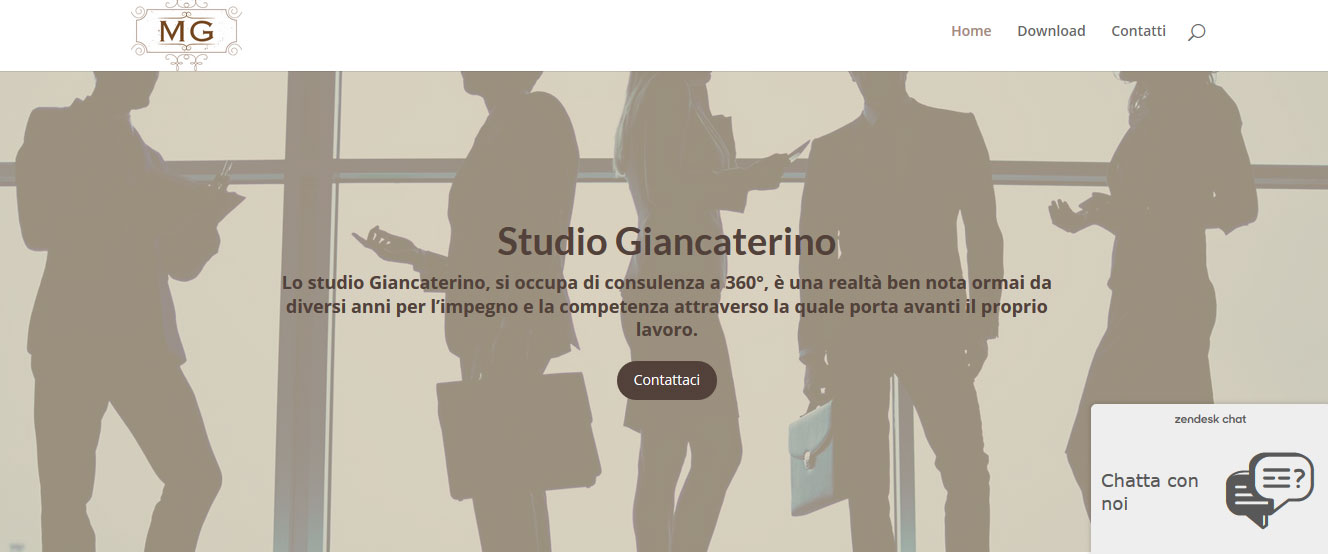 MG
Home
Download
Contatti
Studio Giancaterino
Lo studio Giancaterino, si occupa di consulenza a 360°, è una realtà ben nota ormai da
diversi anni per l’impegno e la competenza attraverso la quale porta avanti il proprio
lavoro.
Contattaci
zendesk chat
Chatta con
noi
?